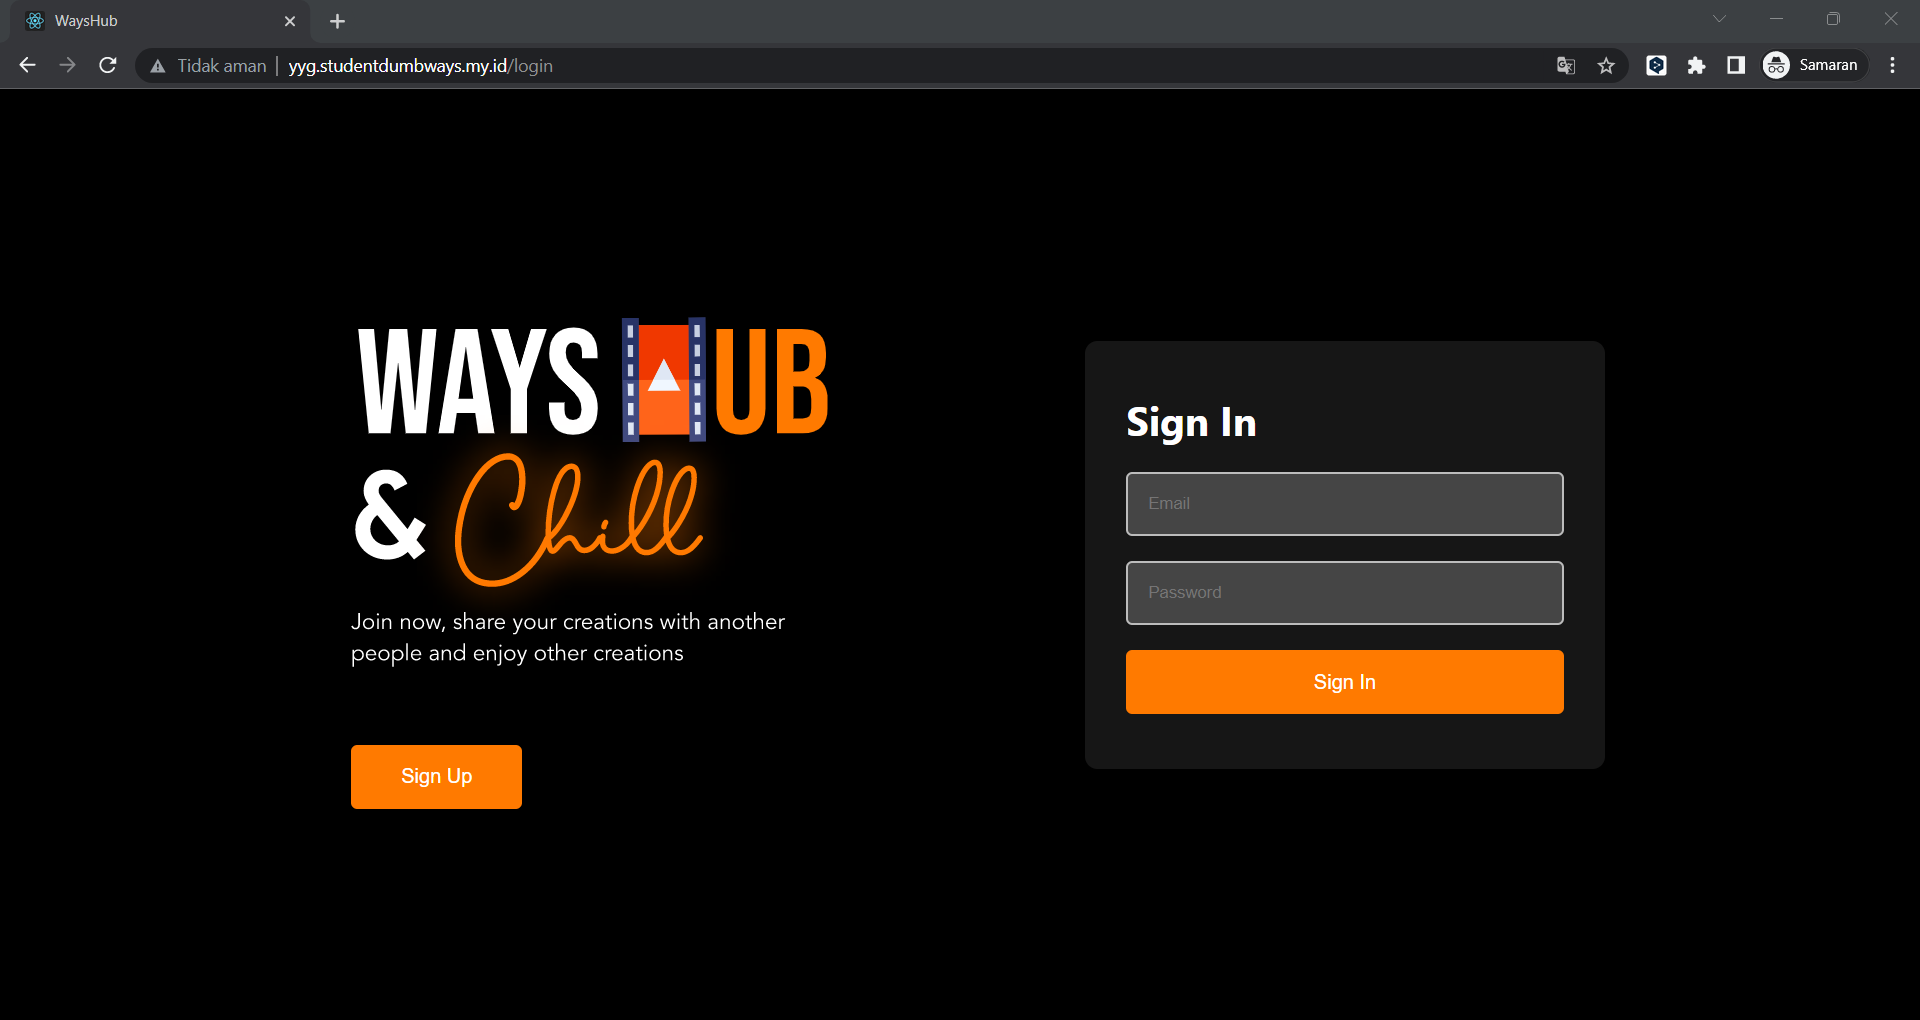 WaysHub
Tidak aman yyg.studentdumbways.my.id/login
Samaran
WAYS HUB
& Chill
Join now, share your creations with another
people and enjoy other creations
Sign Up
Sign In
Email
Password
Sign In